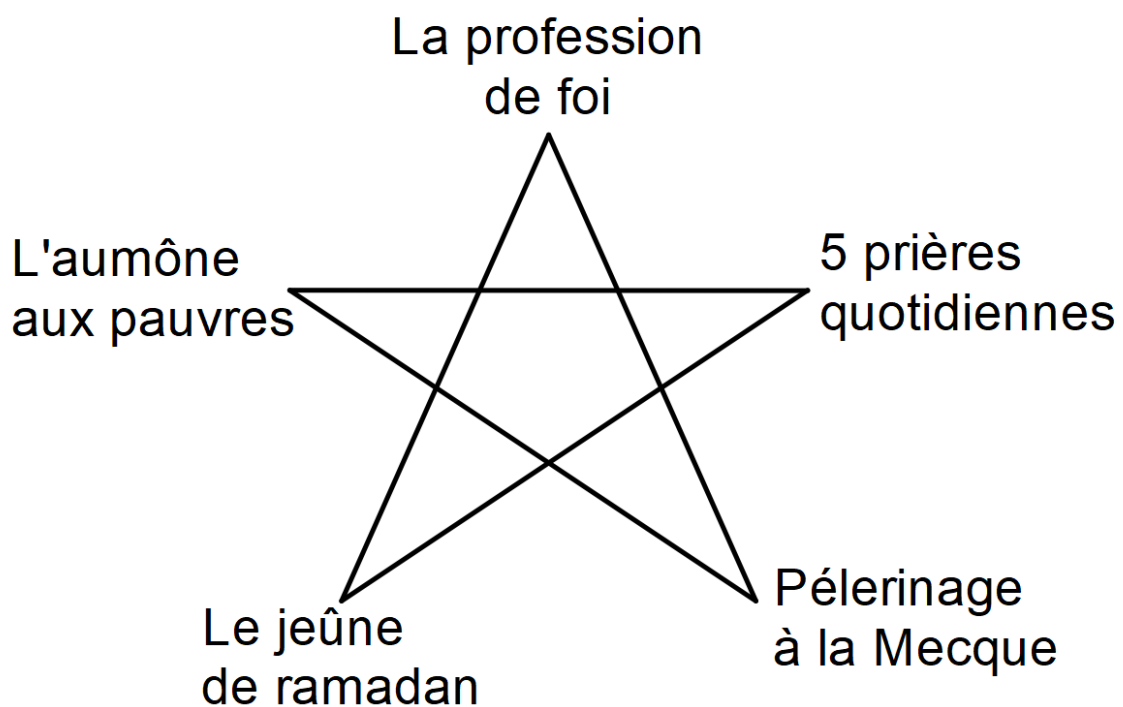 La profession
de foi
L'aumône
aux pauvres
5 prières
quotidiennes
Le jeûne
de ramadan
Pélerinage
à la Mecque